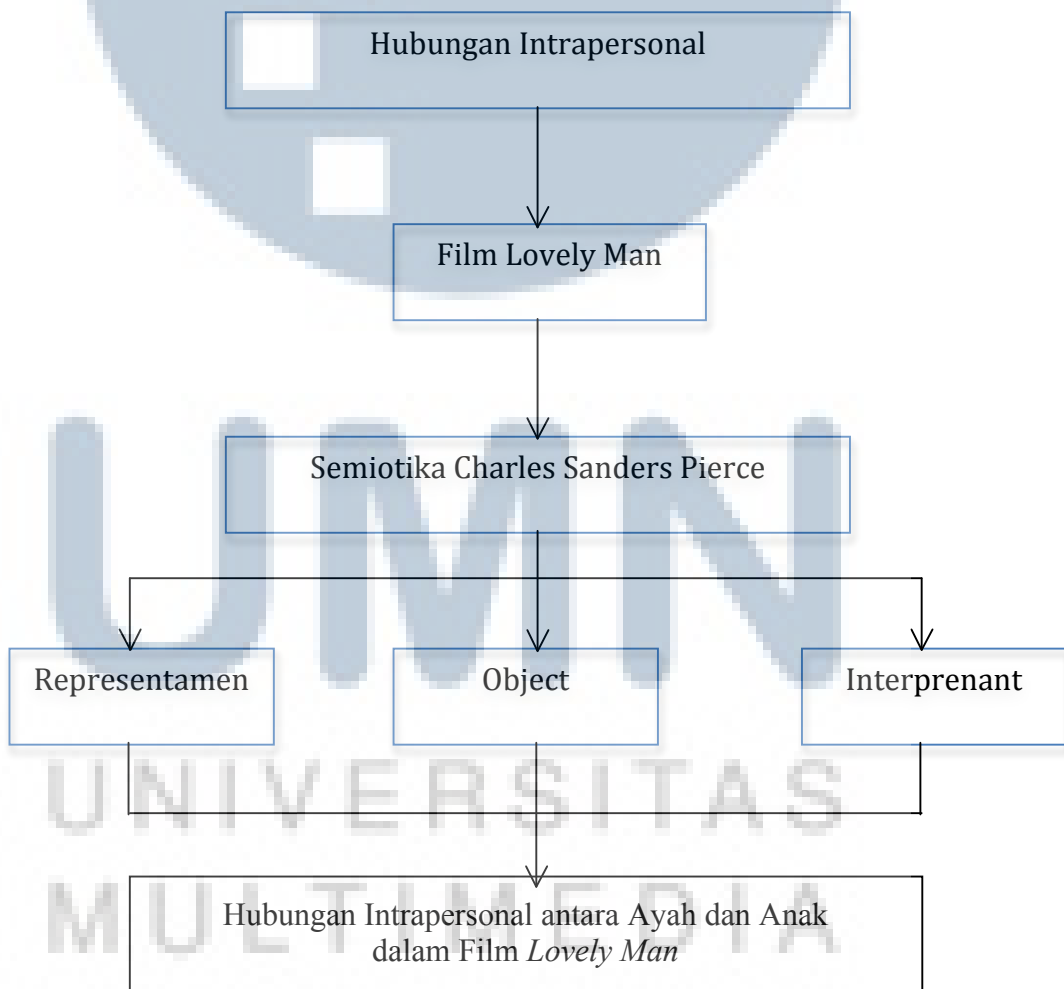 Hubungan Intrapersonal
Film Lovely Man
Semiotika Charles Sanders Pierce
Representamen
Object
Interprenant
Hubungan Intrapersonal antara Ayah dan Anak
dalam Film Lovely Man
UMN
UNIVERSITAS
MULTIMEDIA